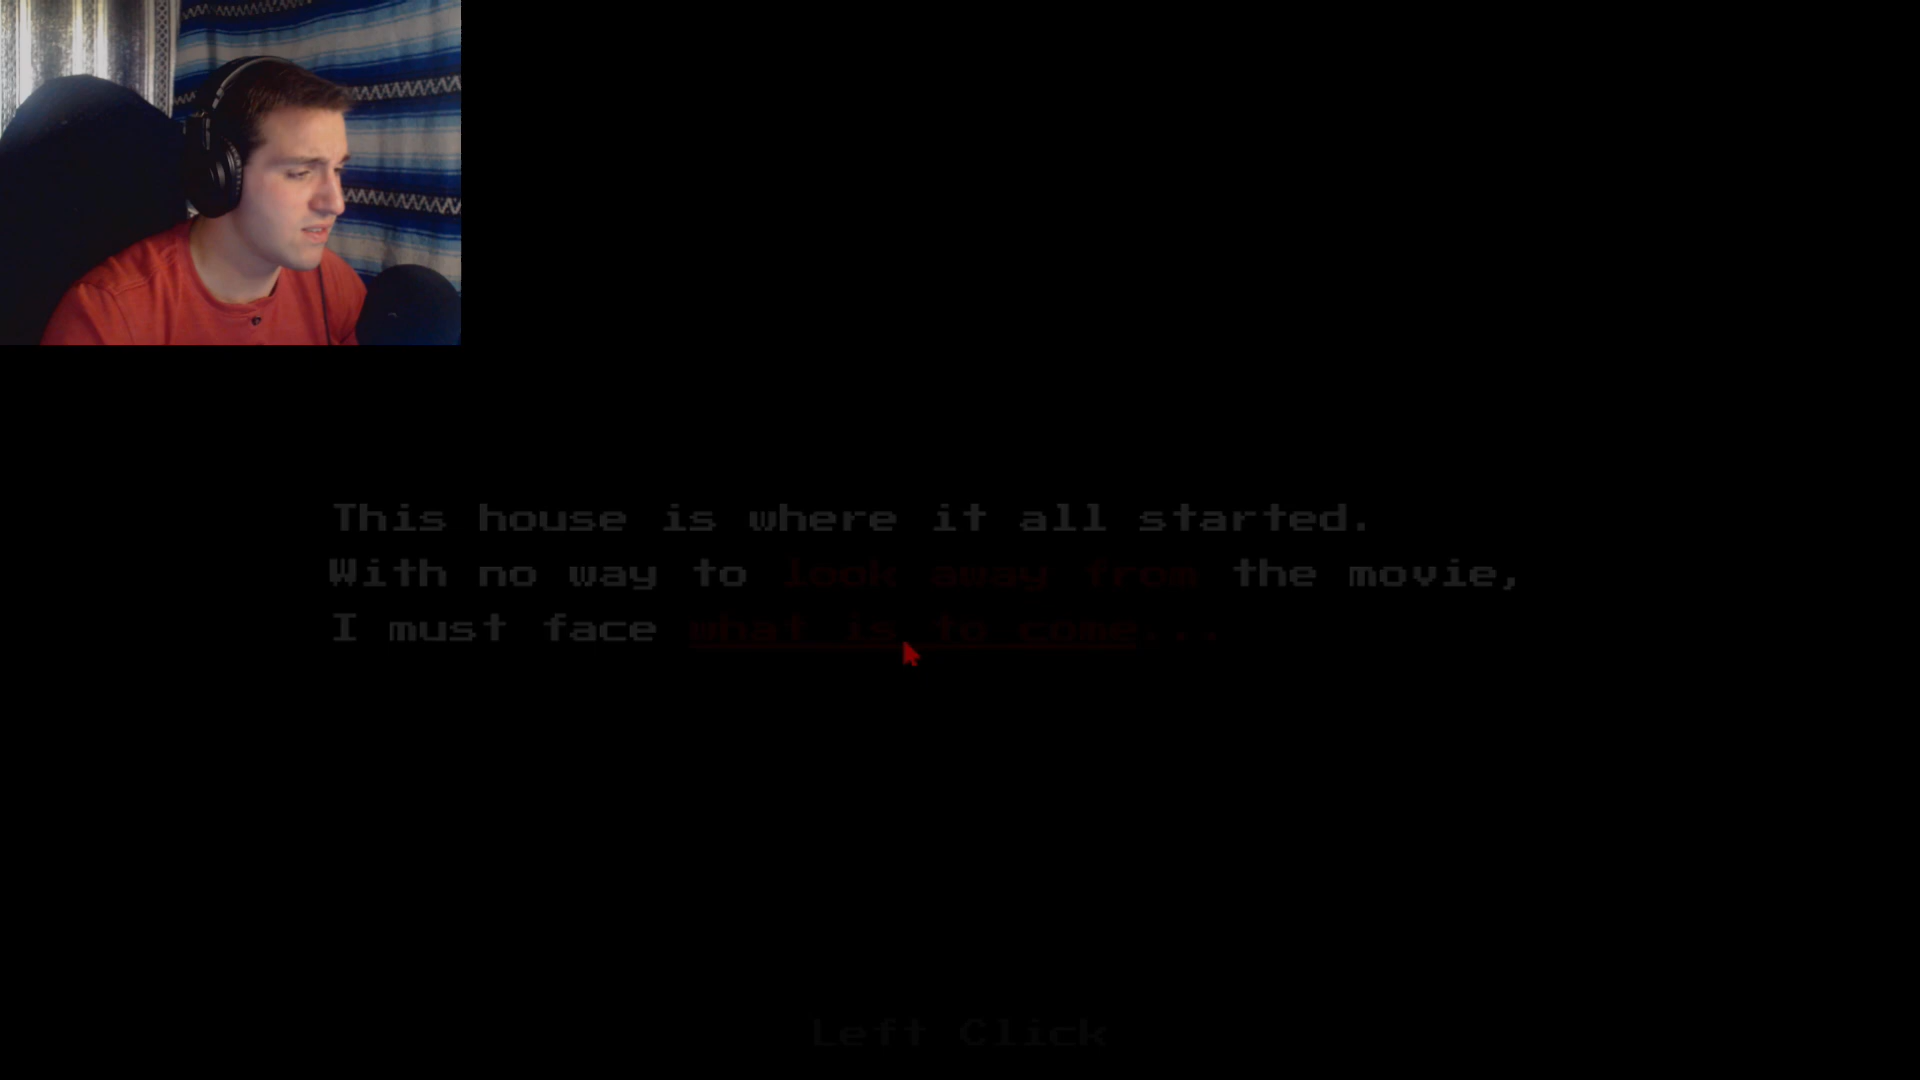 This house is where it all started.
With no way to look away from the movie,
I must face what is to come...
Left Click